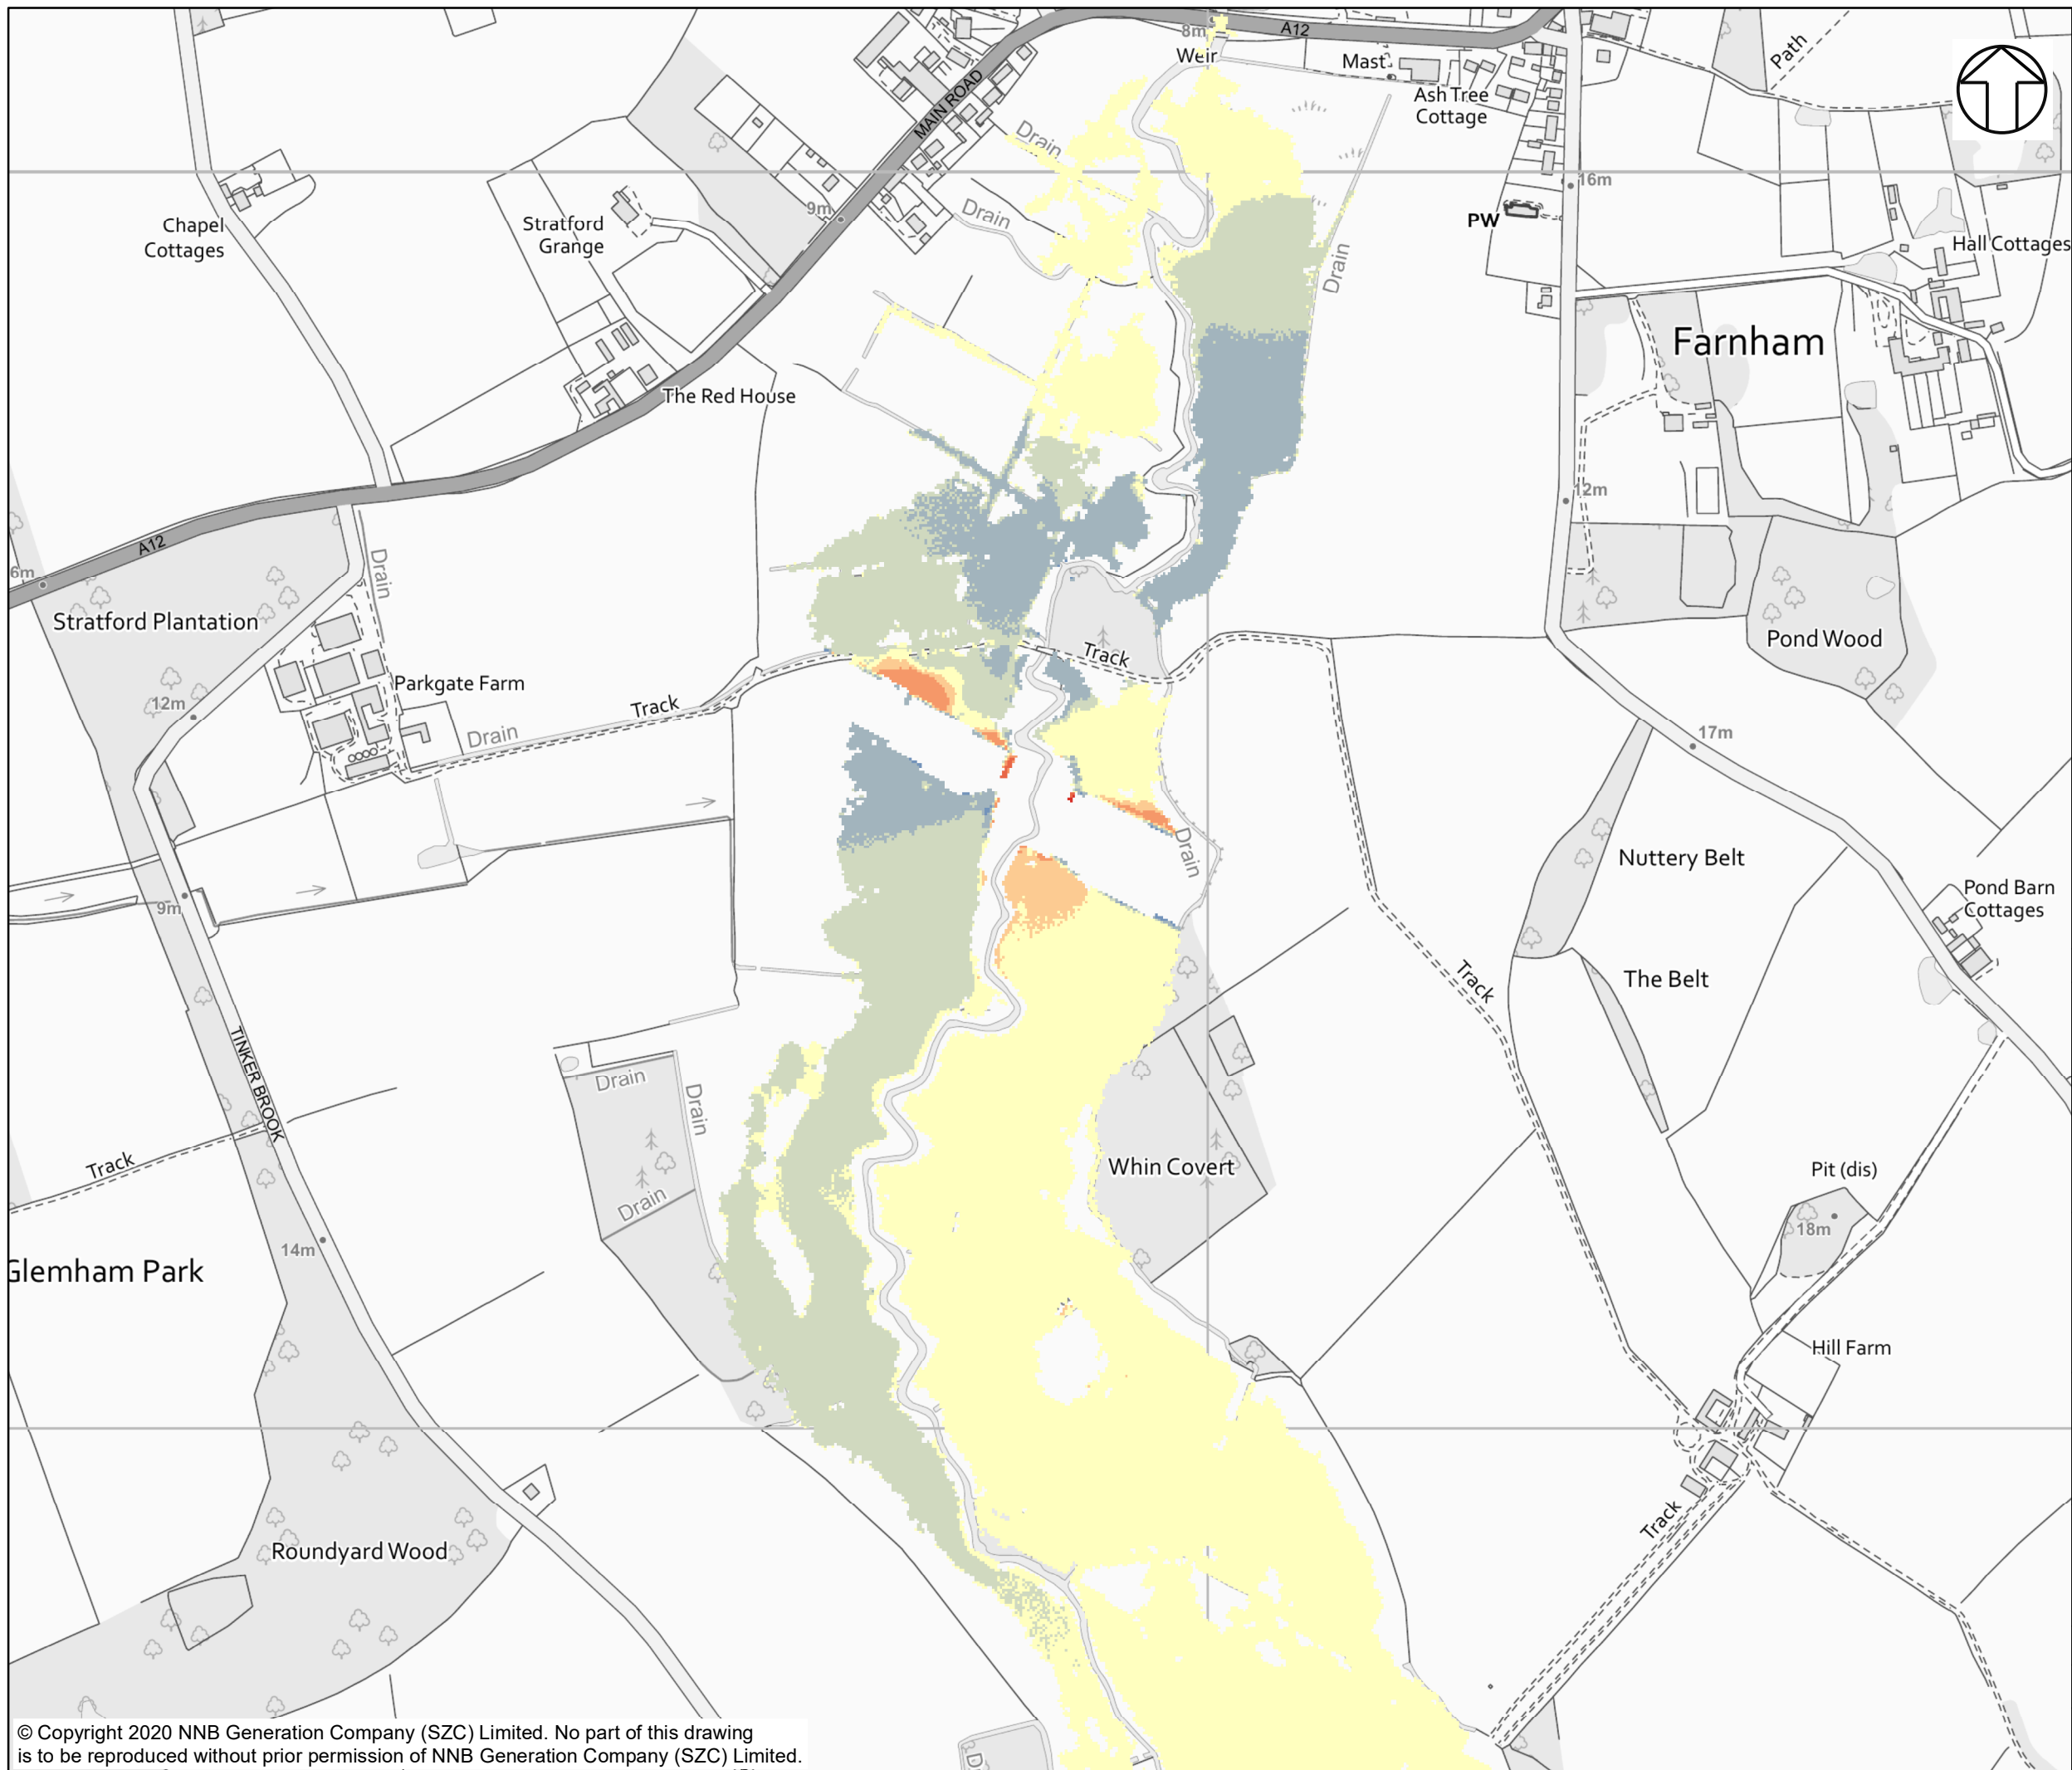 8m
A12
Weir
Mast
Path
Ash Tree
Cottage
MAIN ROAD
Drain
16m
Chapel
Cottages
Stratford
Grange
9m
Drain
PW
Hall Cottages
Drain
Farnham
The Red House
12m
A12
6m
Drain
Stratford Plantation
Pond Wood
Track
Parkgate Farm
12m
Track
Drain
17m
Drain
Nuttery Belt
Pond Barn
Cottages
9m
The Belt
Track
TINKER BROOK
Drain
Drain
Track
Whin Covert
Pit (dis)
Drain
18m
14m
Glemham Park
Hill Farm
Track
Roundyard Wood
© Copyright 2020 NNB Generation Company (SZC) Limited. No part of this drawing
is to be reproduced without prior permission of NNB Generation Company (SZC) Limited.